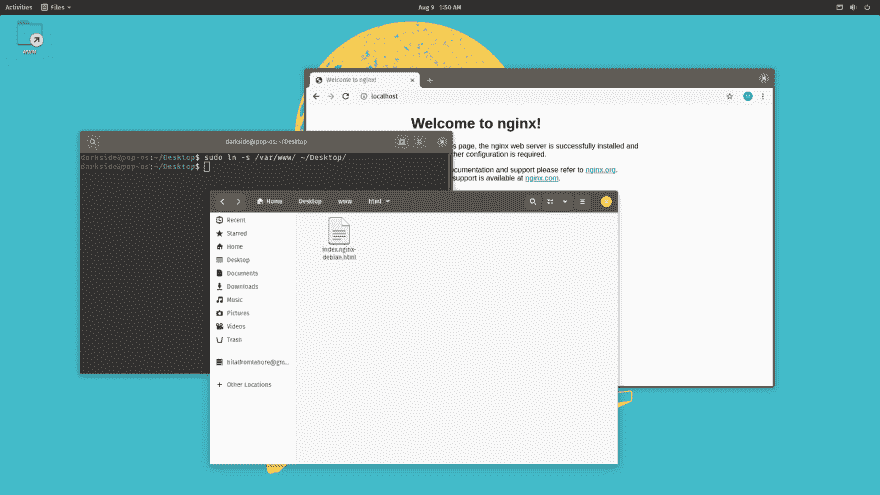 Activities Files Aug 9 1:50 AM
www
Welcome to nginx!
localhost
Welcome to nginx!
s page, the nginx web server is successfully installed and
her configuration is required.
ocumentation and support please refer to nginx.org.
support is available at nginx.com.
darkside@pop-os: ~/Desktop
darkside@pop-os:~/Desktop$ sudo ln -s /var/www/ ~/Desktop/
darkside@pop-os:~/Desktop$
Home Desktop www html
Recent
Starred
Home
Desktop
Documents
Downloads
Music
Pictures
Videos
Trash
Other Locations
index.nginx-
debian.html